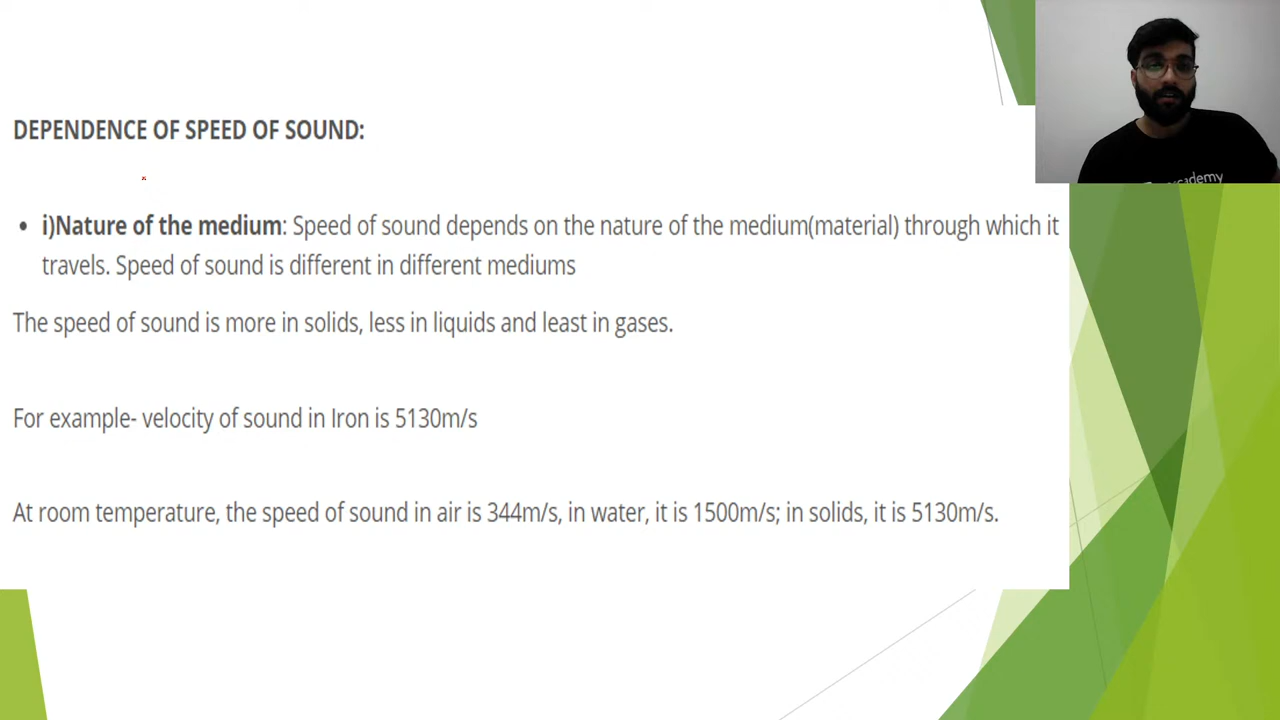 DEPENDENCE OF SPEED OF SOUND:
• i)Nature of the medium: Speed of sound depends on the nature of the medium(material) through which it
travels. Speed of sound is different in different mediums
The speed of sound is more in solids, less in liquids and least in gases.
For example- velocity of sound in Iron is 5130m/s
At room temperature, the speed of sound in air is 344m/s, in water, it is 1500m/s; in solids, it is 5130m/s.